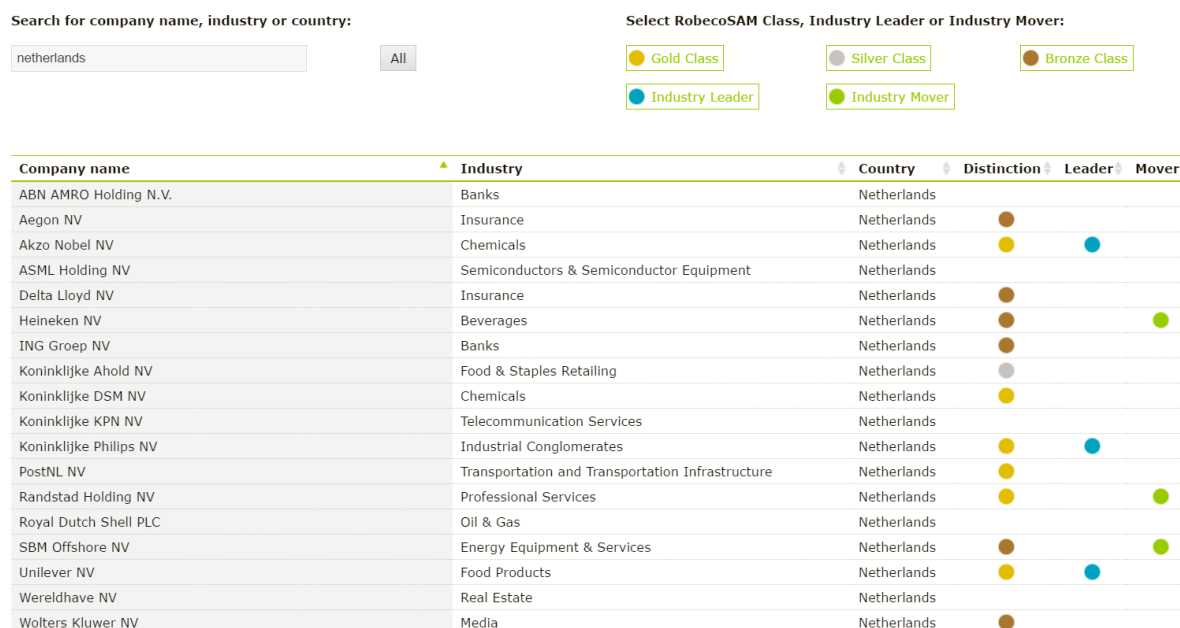 Search for company name, industry or country: Select RobecoSAM Class, Industry Leader or Industry Mover:
netherlands All Gold Class Silver Class Bronze Class
Industry Leader Industry Mover
Company name Industry Country Distinction Leader Mover
ABN AMRO Holding N.V. Banks Netherlands
Aegon NV Insurance Netherlands
Akzo Nobel NV Chemicals Netherlands
ASML Holding NV Semiconductors & Semiconductor Equipment Netherlands
Delta Lloyd NV Insurance Netherlands
Heineken NV Beverages Netherlands
ING Groep NV Banks Netherlands
Koninklijke Ahold NV Food & Staples Retailing Netherlands
Koninklijke DSM NV Chemicals Netherlands
Koninklijke KPN NV Telecommunication Services Netherlands
Koninklijke Philips NV Industrial Conglomerates Netherlands
PostNL NV Transportation and Transportation Infrastructure Netherlands
Randstad Holding NV Professional Services Netherlands
Royal Dutch Shell PLC Oil & Gas Netherlands
SBM Offshore NV Energy Equipment & Services Netherlands
Unilever NV Food Products Netherlands
Wereldhave NV Real Estate Netherlands
Wolters Kluwer NV Media Netherlands